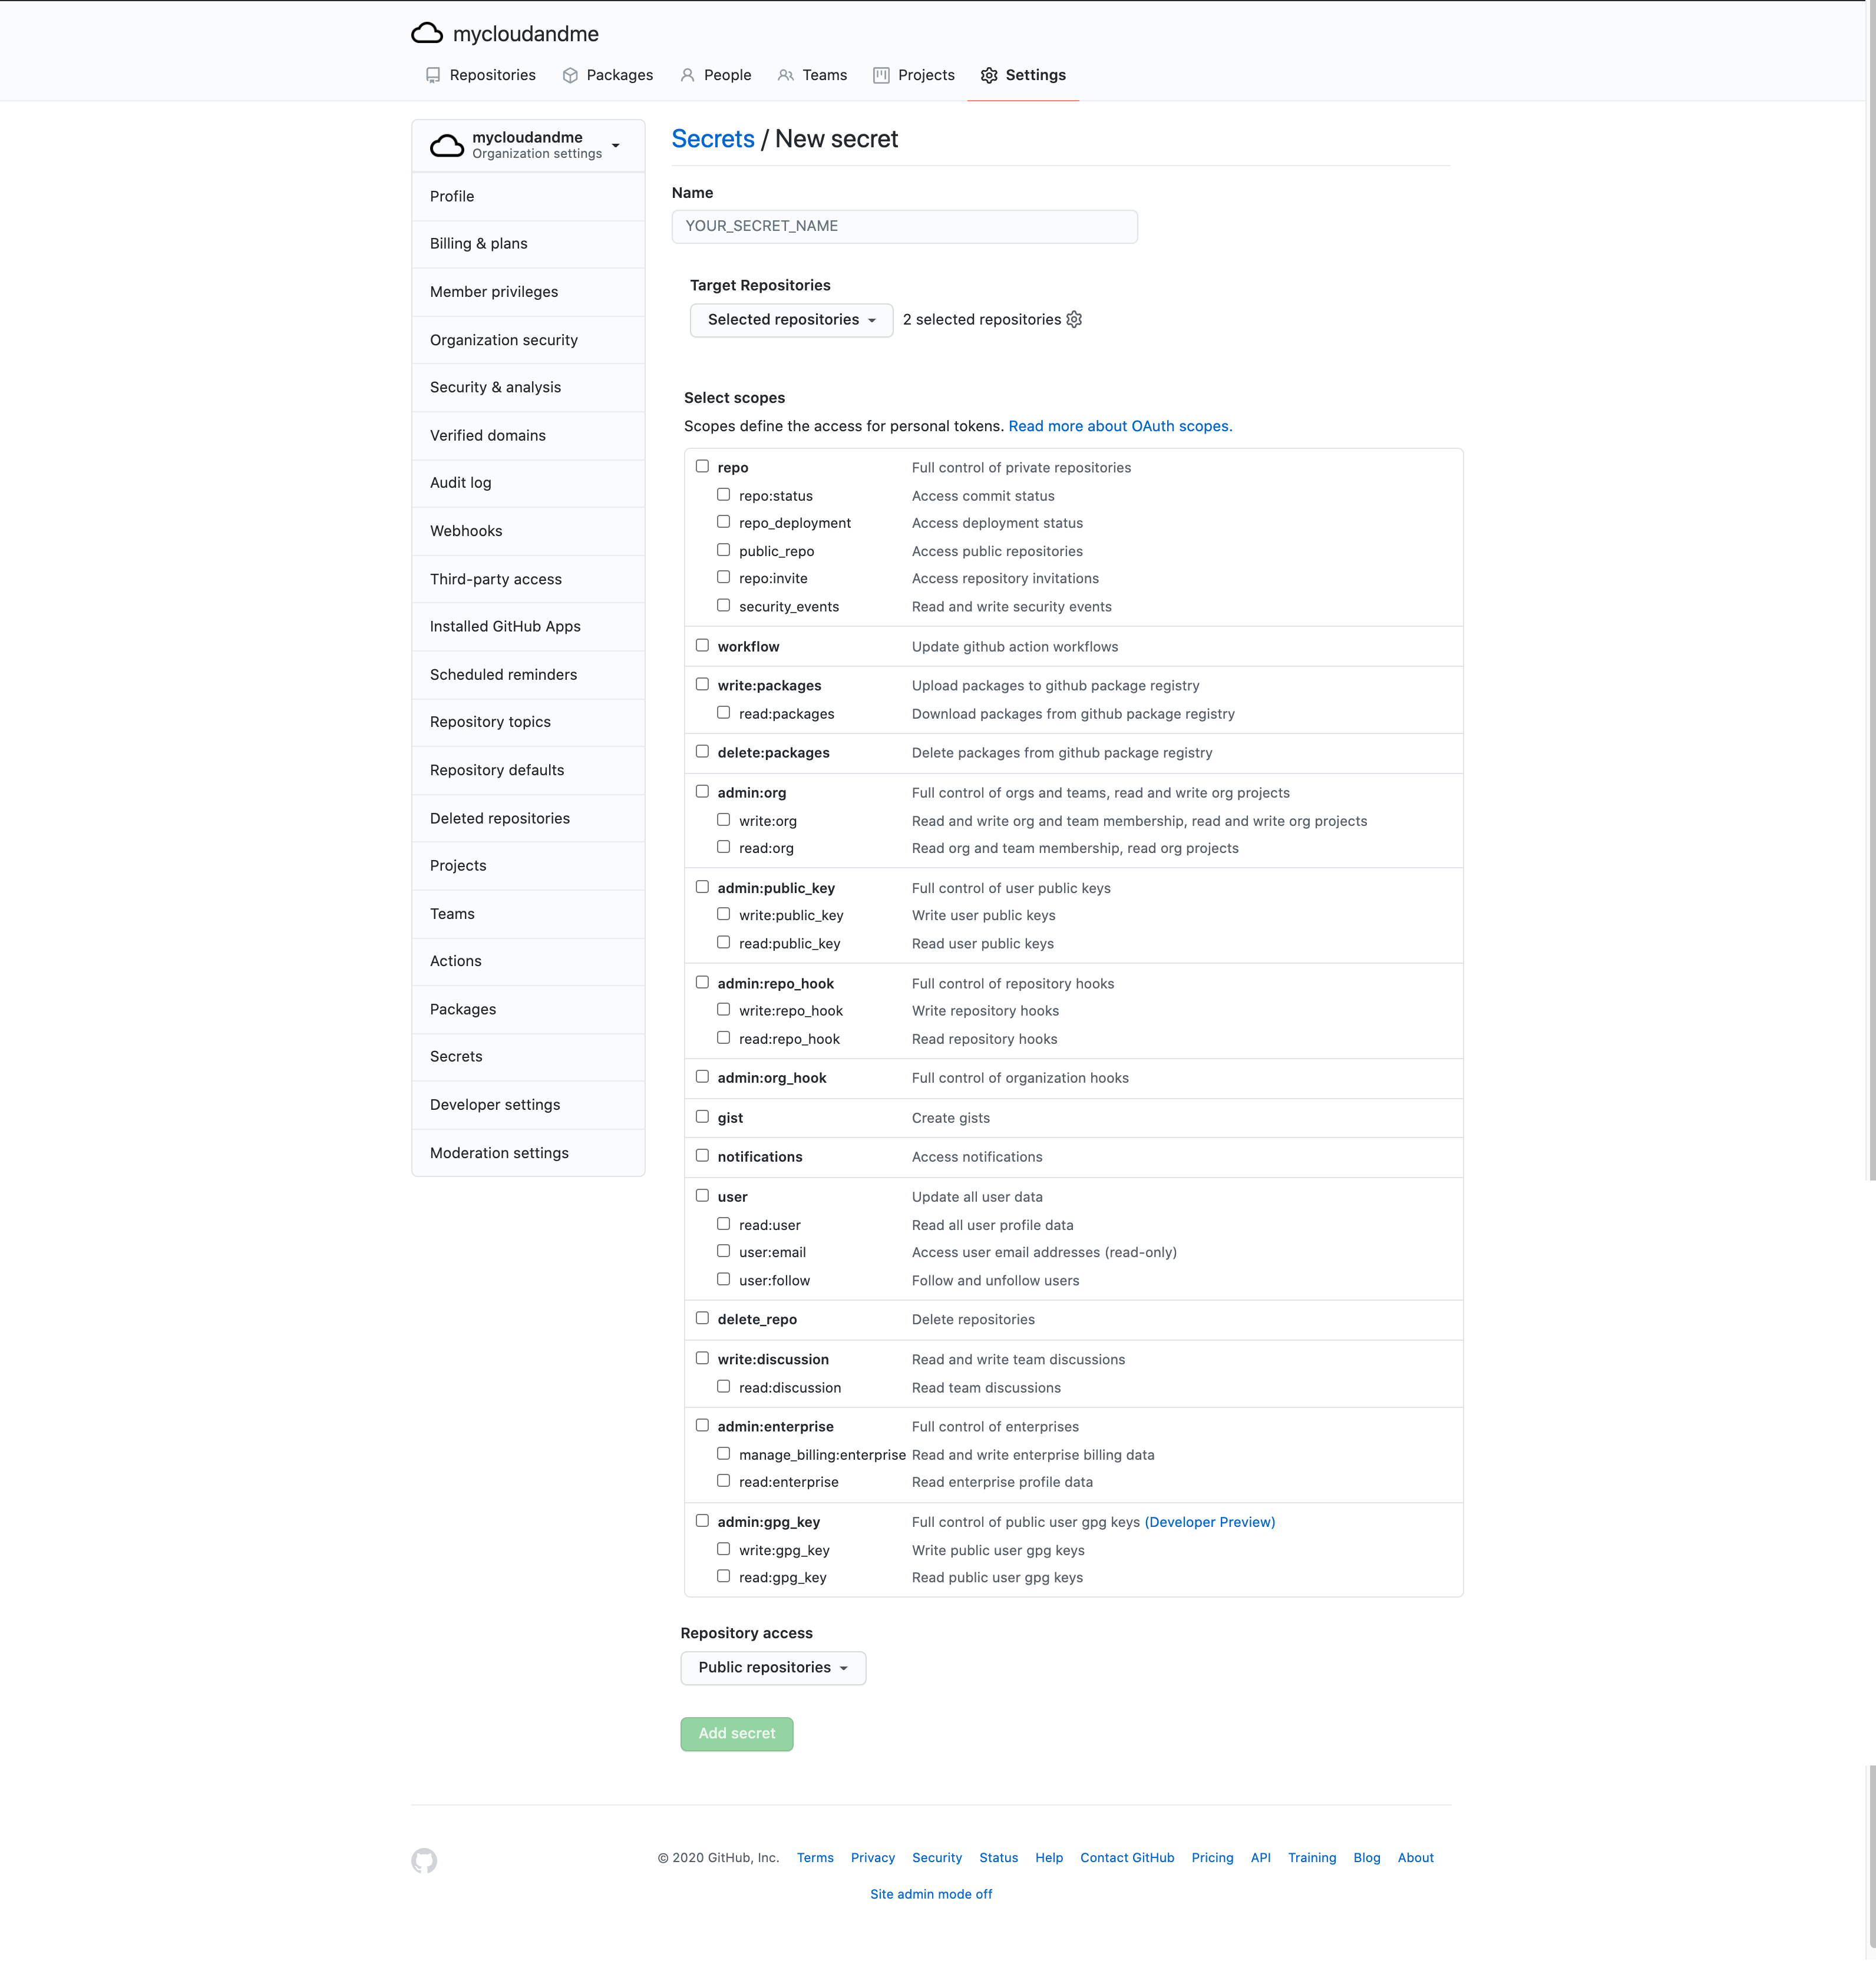 mycloudandme
Repositories Packages People Teams Projects Settings
mycloudandme
Organization settings
Profile
Billing & plans
Member privileges
Organization security
Security & analysis
Verified domains
Audit log
Webhooks
Third-party access
Installed GitHub Apps
Scheduled reminders
Repository topics
Repository defaults
Deleted repositories
Projects
Teams
Actions
Packages
Secrets
Developer settings
Moderation settings
Secrets / New secret
Name
YOUR_SECRET_NAME
Target Repositories
Selected repositories 2 selected repositories
Select scopes
Scopes define the access for personal tokens. Read more about OAuth scopes.
repo Full control of private repositories
repo:status Access commit status
repo_deployment Access deployment status
public_repo Access public repositories
repo:invite Access repository invitations
security_events Read and write security events
workflow Update github action workflows
write:packages Upload packages to github package registry
read:packages Download packages from github package registry
delete:packages Delete packages from github package registry
admin:org Full control of orgs and teams, read and write org projects
write:org Read and write org and team membership, read and write org projects
read:org Read org and team membership, read org projects
admin:public_key Full control of user public keys
write:public_key Write user public keys
read:public_key Read user public keys
admin:repo_hook Full control of repository hooks
write:repo_hook Write repository hooks
read:repo_hook Read repository hooks
admin:org_hook Full control of organization hooks
gist Create gists
notifications Access notifications
user Update all user data
read:user Read all user profile data
user:email Access user email addresses (read-only)
user:follow Follow and unfollow users
delete_repo Delete repositories
write:discussion Read and write team discussions
read:discussion Read team discussions
admin:enterprise Full control of enterprises
manage_billing:enterprise Read and write enterprise billing data
read:enterprise Read enterprise profile data
admin:gpg_key Full control of public user gpg keys (Developer Preview)
write:gpg_key Write public user gpg keys
read:gpg_key Read public user gpg keys
Repository access
Public repositories
Add secret
© 2020 GitHub, Inc. Terms Privacy Security Status Help Contact GitHub Pricing API Training Blog About
Site admin mode off